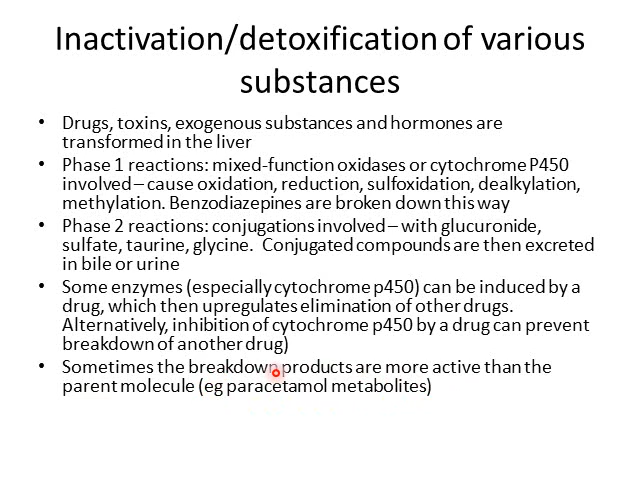 Inactivation/detoxification of various
substances
• Drugs, toxins, exogenous substances and hormones are
transformed in the liver
• Phase 1 reactions: mixed-function oxidases or cytochrome P450
involved – cause oxidation, reduction, sulfoxidation, dealkylation,
methylation. Benzodiazepines are broken down this way
• Phase 2 reactions: conjugations involved – with glucuronide,
sulfate, taurine, glycine.  Conjugated compounds are then excreted
in bile or urine
• Some enzymes (especially cytochrome p450) can be induced by a
drug, which then upregulates elimination of other drugs.
Alternatively, inhibition of cytochrome p450 by a drug can prevent
breakdown of another drug)
• Sometimes the breakdown products are more active than the
parent molecule (eg paracetamol metabolites)